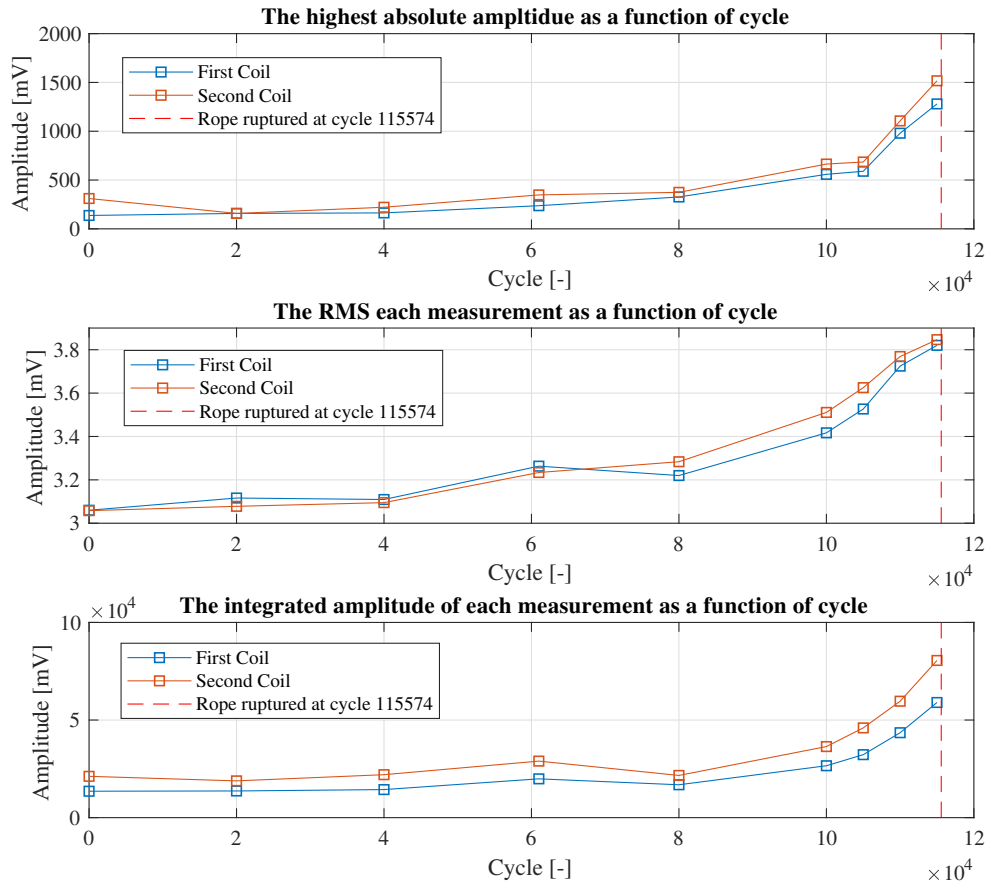 The highest absolute ampltidue as a function of cycle
2000
1500
1000
500
0
Amplitude [mV]
First Coil
Second Coil
Rope ruptured at cycle 115574
0 2 4 6 8 10 12
Cycle [-]
×10^4
The RMS each measurement as a function of cycle
3.8
3.6
3.4
3.2
3
Amplitude [mV]
First Coil
Second Coil
Rope ruptured at cycle 115574
0 2 4 6 8 10 12
Cycle [-]
×10^4
×10^4
The integrated amplitude of each measurement as a function of cycle
10
5
0
Amplitude [mV]
First Coil
Second Coil
Rope ruptured at cycle 115574
0 2 4 6 8 10 12
Cycle [-]
×10^4